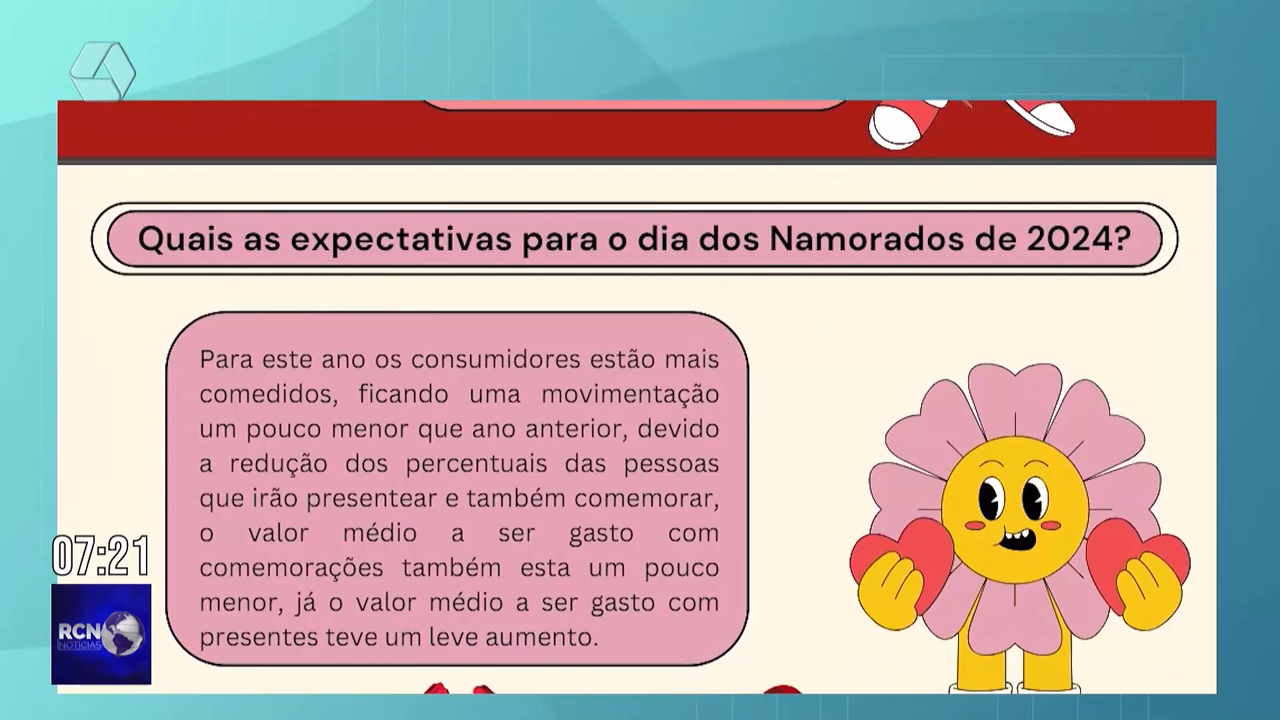 Quais as expectativas para o dia dos Namorados de 2024?
Para este ano os consumidores estão mais
comedidos, ficando uma movimentação
um pouco menor que ano anterior, devido
a redução dos percentuais das pessoas
que irão presentear e também comemorar,
o valor médio a ser gasto com
comemorações também esta um pouco
menor, já o valor médio a ser gasto com
presentes teve um leve aumento.
07:21
RCN
NOTÍCIAS